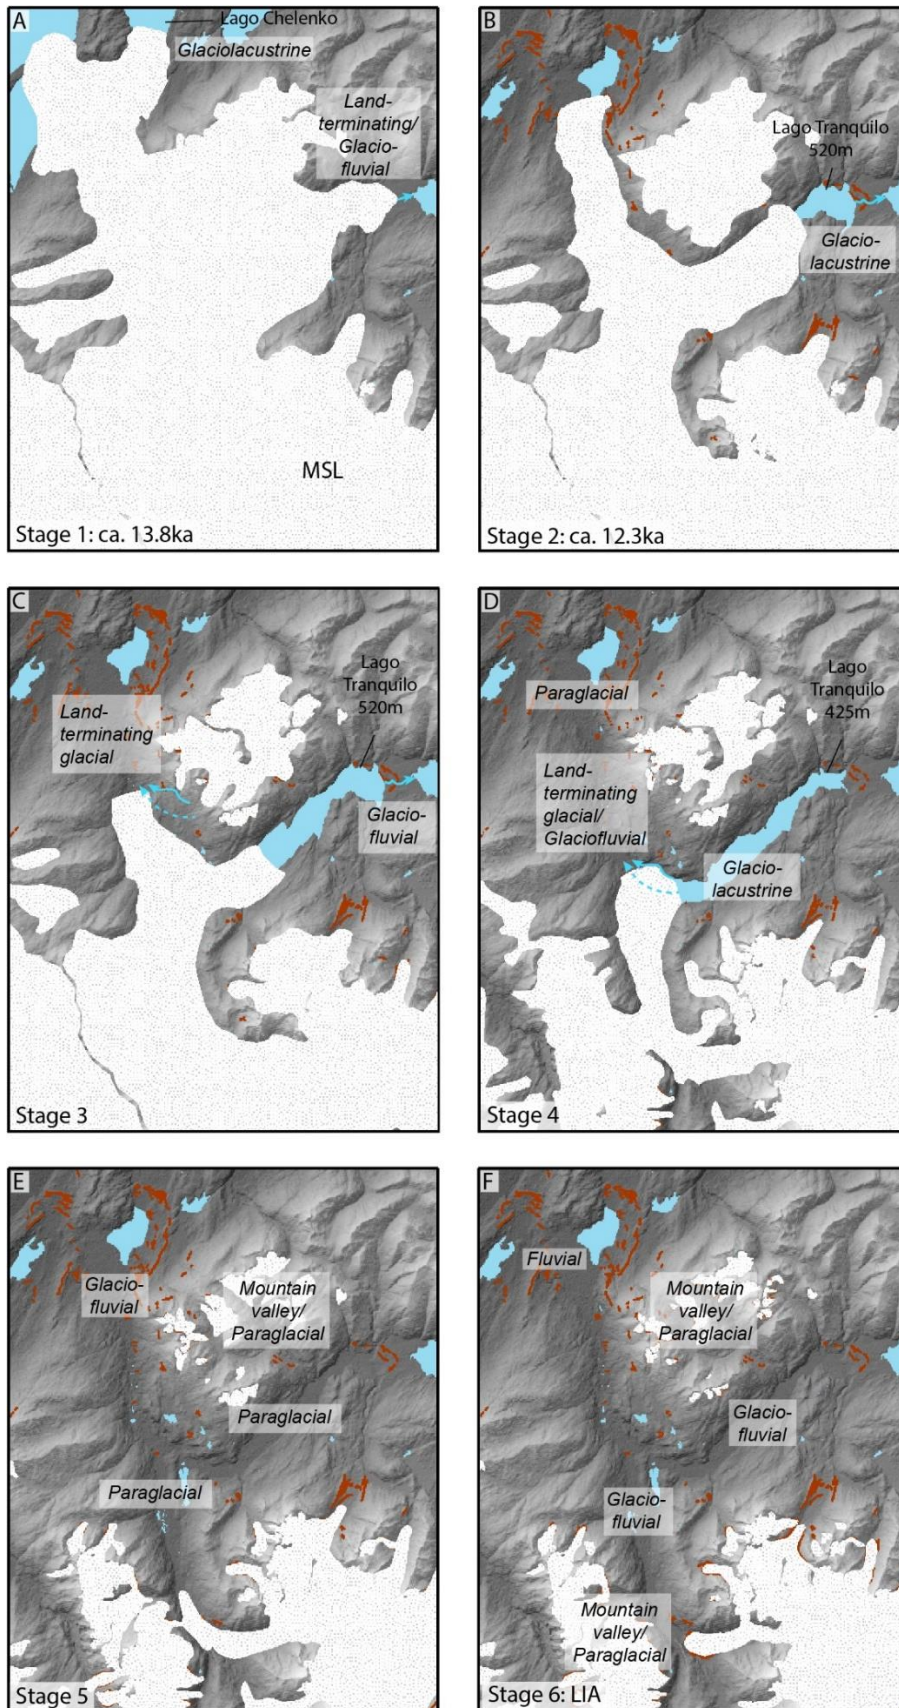 A
Lago Chelenko
Glaciolacustrine
Land-
terminating/
Glacio-
fluvial
MSL
Stage 1: ca. 13.8ka
B
Lago Tranquilo
520m
Glacio-
lacustrine
Stage 2: ca. 12.3ka
C
Lago
Tranquilo
520m
Land-
terminating
glacial
Glacio-
fluvial
Stage 3
D
Paraglacial
Lago
Tranquilo
425m
Land-
terminating
glacial/
Glaciofluvial
Glacio-
lacustrine
Stage 4
E
Glacio-
fluvial
Mountain
valley/
Paraglacial
Paraglacial
Paraglacial
Stage 5
F
Fluvial
Mountain
valley/
Paraglacial
Glacio-
fluvial
Glacio-
fluvial
Mountain
valley/
Paraglacial
Stage 6: LIA